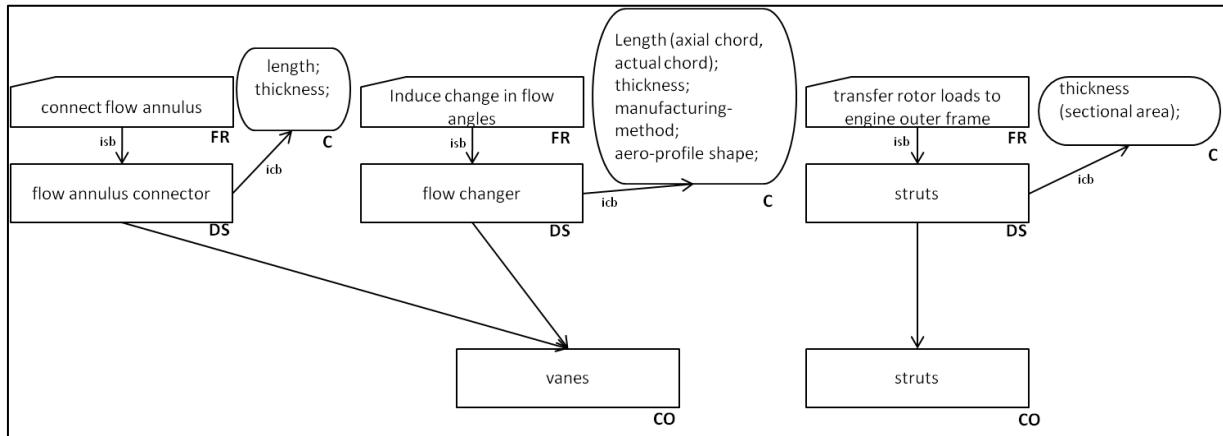 connect flow annulus
FR
isb
flow annulus connector
DS
icb
length;
thickness;
C
Induce change in flow
angles
FR
isb
flow changer
DS
icb
Length (axial chord,
actual chord);
thickness;
manufacturing-
method;
aero-profile shape;
C
transfer rotor loads to
engine outer frame
FR
isb
struts
DS
icb
thickness
(sectional area);
C
vanes
CO
struts
CO